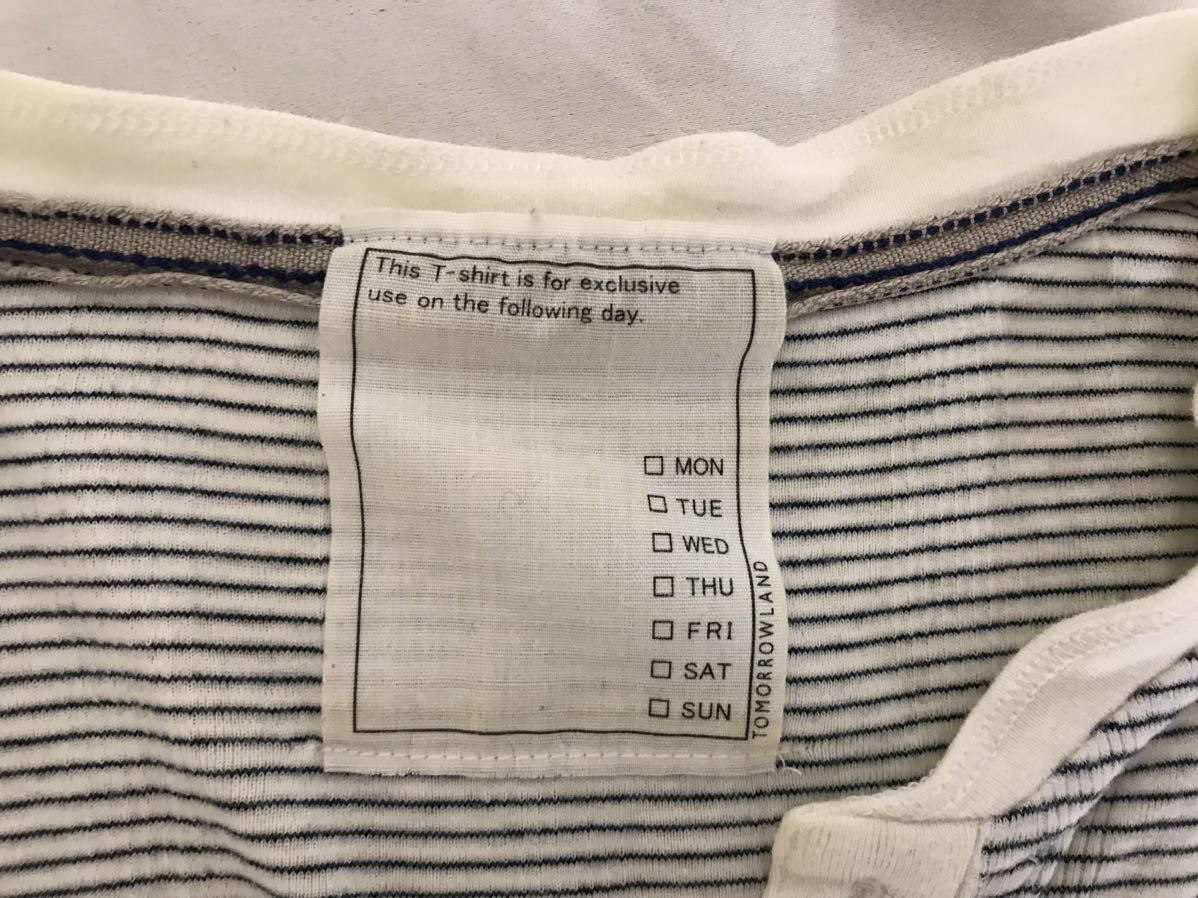 This T-shirt is for exclusive
use on the following day.
MON
TUE
WED
THU
FRI
SAT
SUN
TOMORROWLAND